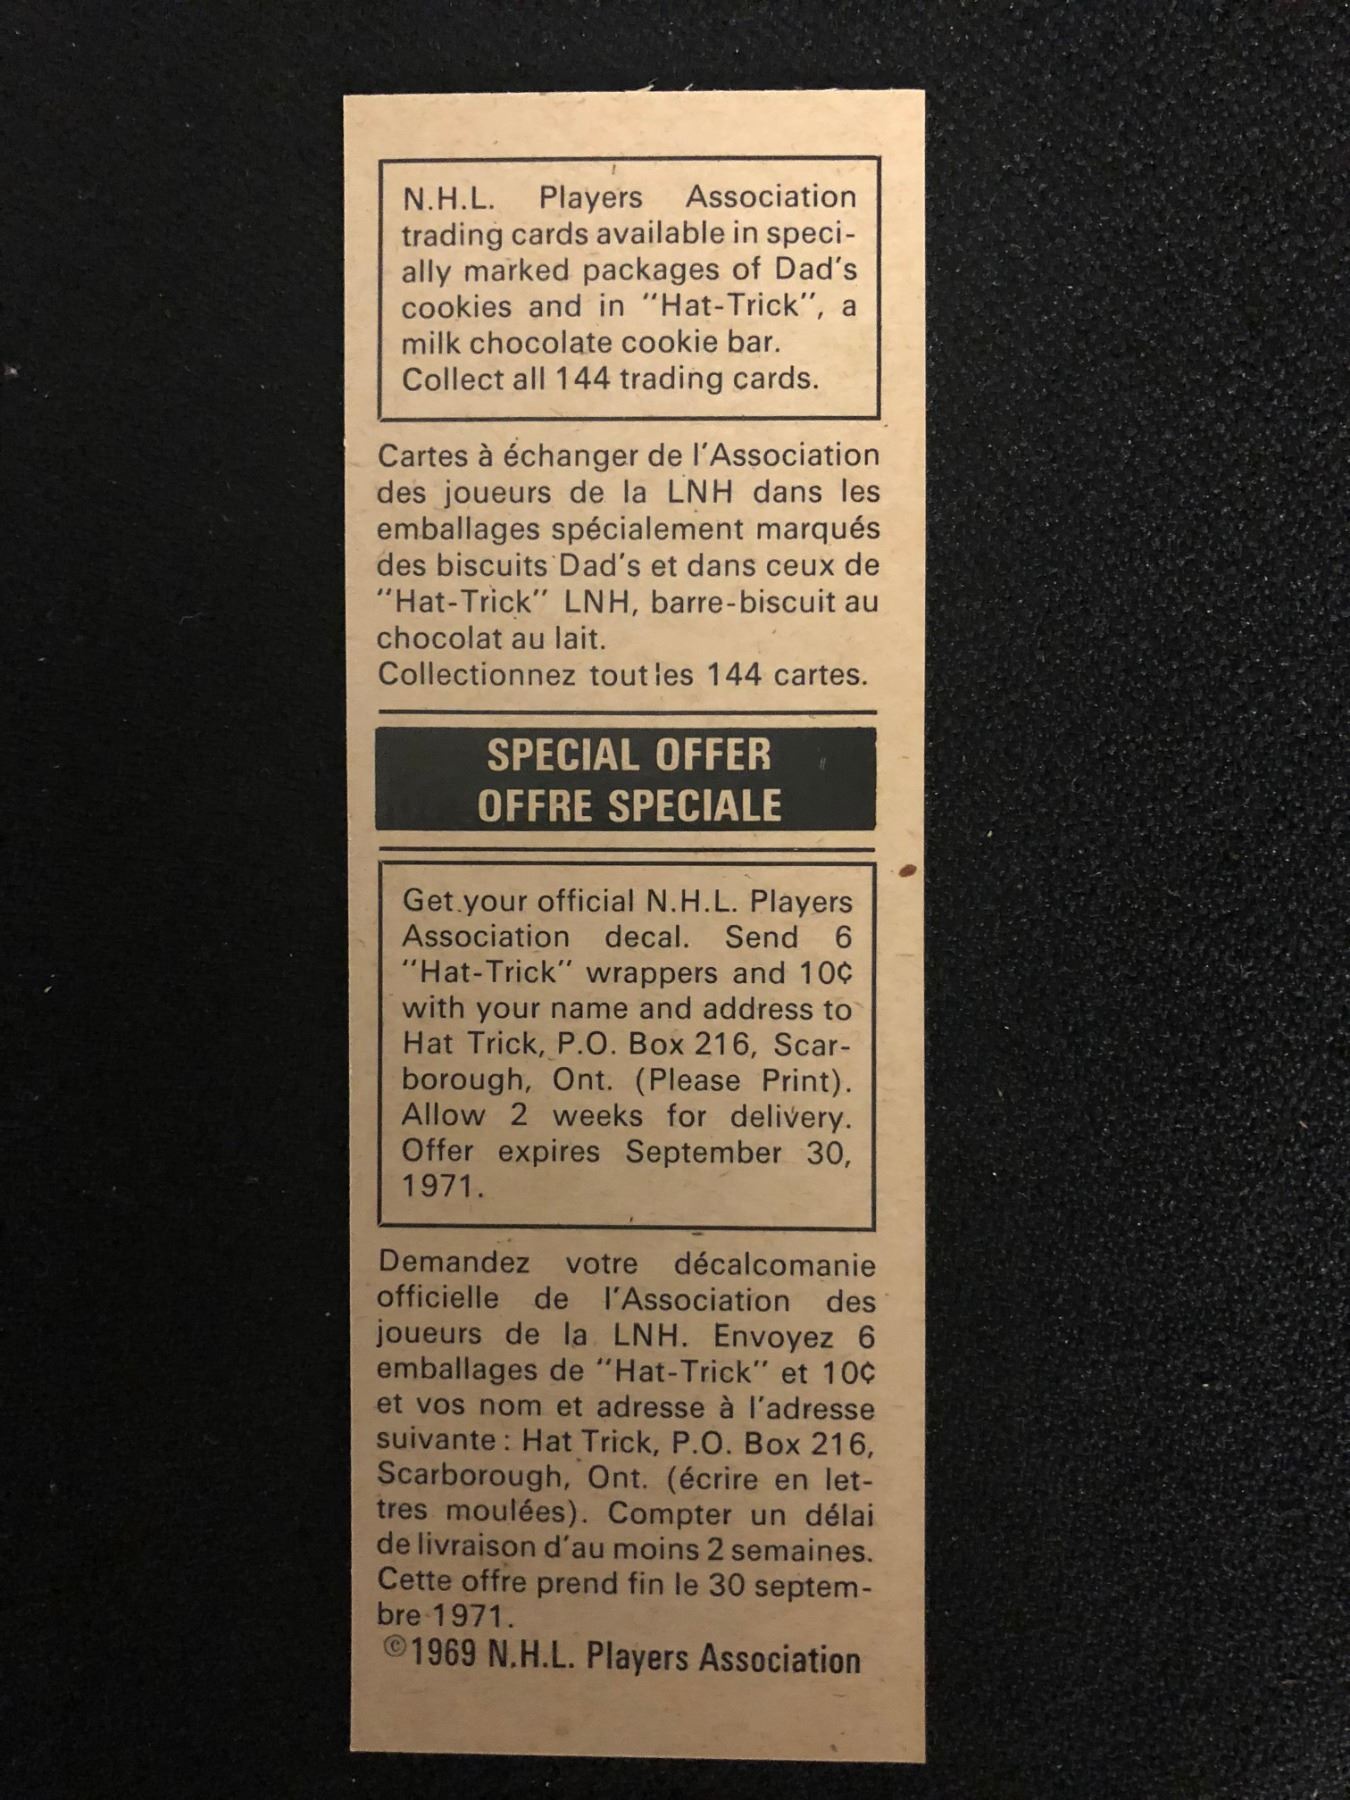 N.H.L. Players Association
trading cards available in speci-
ally marked packages of Dad's
cookies and in "Hat-Trick", a
milk chocolate cookie bar.
Collect all 144 trading cards.
Cartes à échanger de l'Association
des joueurs de la LNH dans les
emballages spécialement marqués
des biscuits Dad's et dans ceux de
"Hat-Trick" LNH, barre-biscuit au
chocolat au lait.
Collectionnez tout les 144 cartes.
SPECIAL OFFER
OFFRE SPECIALE
Get your official N.H.L. Players
Association decal. Send 6
"Hat-Trick" wrappers and 10¢
with your name and address to
Hat Trick, P.O. Box 216, Scar-
borough, Ont. (Please Print).
Allow 2 weeks for delivery.
Offer expires September 30,
1971.
Demandez votre décalcomanie
officielle de l'Association des
joueurs de la LNH. Envoyez 6
emballages de "Hat-Trick" et 10¢
et vos nom et adresse à l'adresse
suivante : Hat Trick, P.O. Box 216,
Scarborough, Ont. (écrire en let-
tres moulées). Compter un délai
de livraison d'au moins 2 semaines.
Cette offre prend fin le 30 septem-
bre 1971.
©1969 N.H.L. Players Association